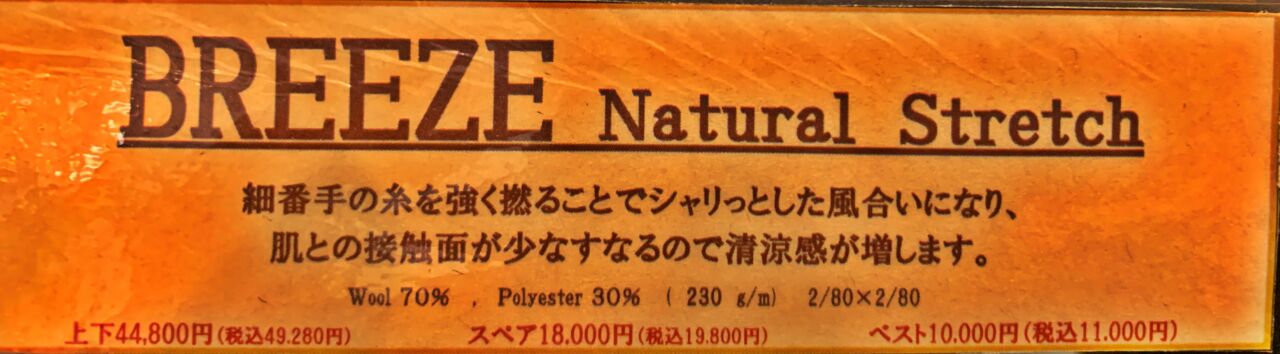 BREEZE Natural Stretch
細番手の糸を強く撚ることでシャリっとした風合いになり、
肌との接触面が少なすなるので清涼感が増します。
Wool 70% , Polyester 30% ( 230 g/m) 2/80×2/80
上下44,800円(税込49.280円) スペア18.000円(税込19.800円) ベスト10.000円(税込11.000円)